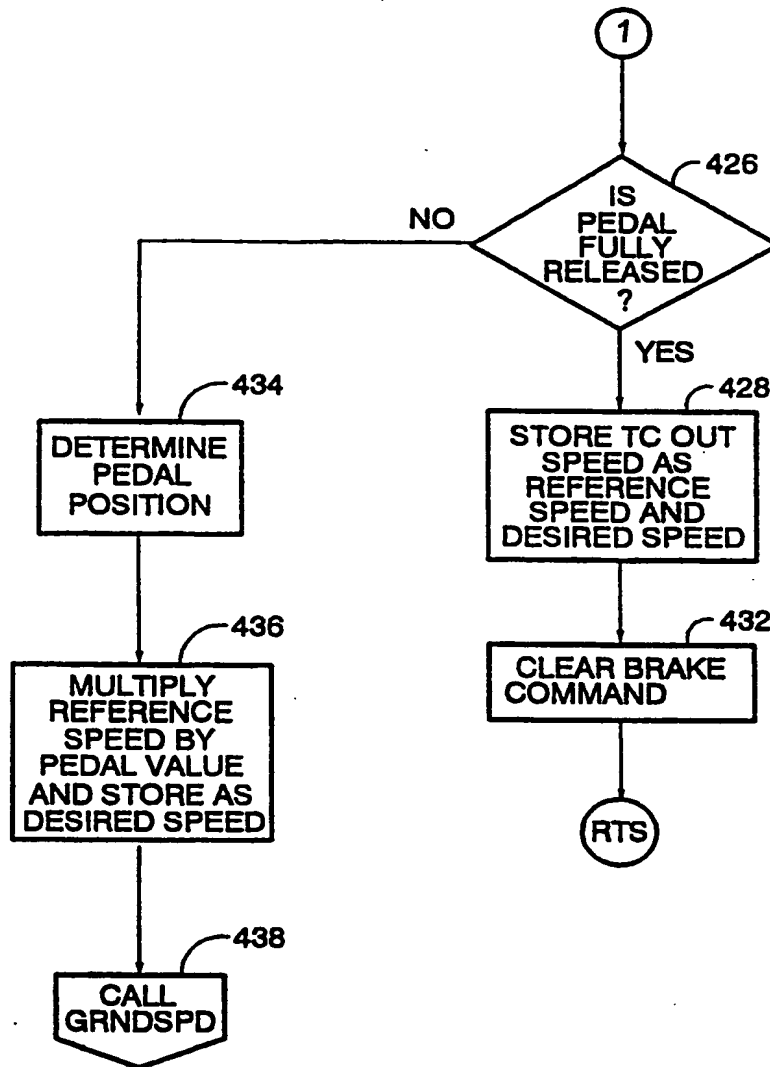 1
426
IS
PEDAL
FULLY
RELEASED
?
NO
YES
434
DETERMINE
PEDAL
POSITION
428
STORE TC OUT
SPEED AS
REFERENCE
SPEED AND
DESIRED SPEED
436
MULTIPLY
REFERENCE
SPEED BY
PEDAL VALUE
AND STORE AS
DESIRED SPEED
432
CLEAR BRAKE
COMMAND
RTS
438
CALL
GRNDSPD